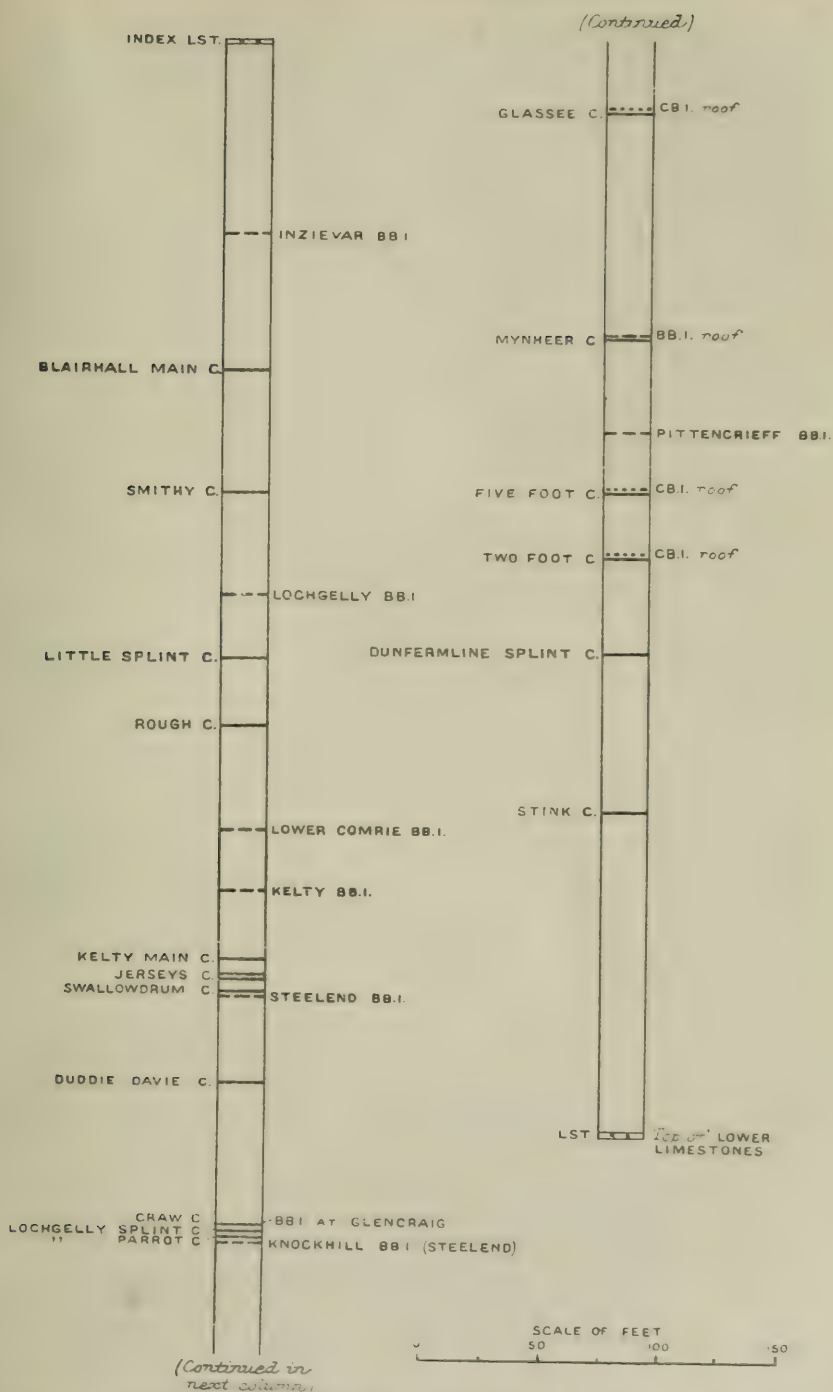 INDEX LST.
INZIEVAR BB I
BLAIRHALL MAIN C.
SMITHY C.
LOCHGELLY BB.I
LITTLE SPLINT C.
ROUGH C.
LOWER COMRIE BB.I.
KELTY BB.I.
KELTY MAIN C.
JERSEYS C.
SWALLOWDRUM C
STEELEND BB.I.
DUDDIE DAVIE C.
CRAW C
BBI AT GLENCRAIG
LOCHGELLY SPLINT C
" PARROT C
KNOCKHILL BB I (STEELEND)
(Continued in
next column)
(Continued)
GLASSEE C.
CB I. roof
MYNHEER C
BB.I. roof
PITTENCRIEFF BB.I.
FIVE FOOT C.
CB.I. roof
TWO FOOT C
CB.I. roof
DUNFERMLINE SPLINT C.
STINK C.
LST
Top of LOWER
LIMESTONES
SCALE OF FEET
0 50 100 150